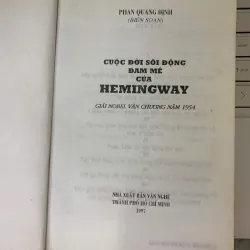 PHAN QUANG ĐỊNH
(BIÊN SOẠN)
CUỘC ĐỜI SÔI ĐỘNG
ĐAM MÊ
CỦA
HEMINGWAY
GIẢI NOBEL VĂN CHƯƠNG NĂM 1954
NHÀ XUẤT BẢN VĂN NGHỆ
THÀNH PHỐ HỒ CHÍ MINH
1997